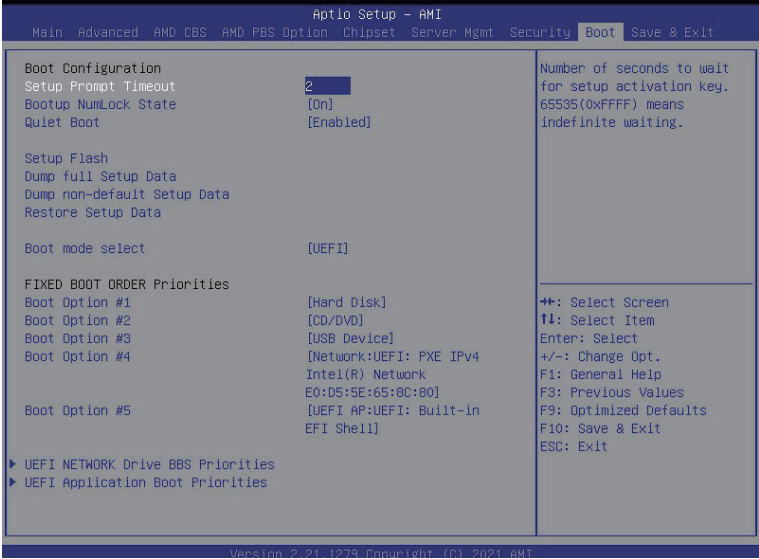 Aptio Setup – AMI
Main Advanced AMD CBS AMD PBS Option Chipset Server Mgmt Security Boot Save & Exit
Boot Configuration
Setup Prompt Timeout 2
Bootup NumLock State [On]
Quiet Boot [Enabled]
Setup Flash
Dump full Setup Data
Dump non-default Setup Data
Restore Setup Data
Boot mode select [UEFI]
FIXED BOOT ORDER Priorities
Boot Option #1 [Hard Disk]
Boot Option #2 [CD/DVD]
Boot Option #3 [USB Device]
Boot Option #4 [Network:UEFI: PXE IPv4
Intel(R) Network
E0:D5:5E:65:8C:80]
Boot Option #5 [UEFI AP:UEFI: Built-in
EFI Shell]
▶ UEFI NETWORK Drive BBS Priorities
▶ UEFI Application Boot Priorities
Number of seconds to wait
for setup activation key.
65535(0xFFFF) means
indefinite waiting.
→←: Select Screen
↑↓: Select Item
Enter: Select
+/-: Change Opt.
F1: General Help
F3: Previous Values
F9: Optimized Defaults
F10: Save & Exit
ESC: Exit
Version 2.21.1279 Copyright (C) 2021 AMI